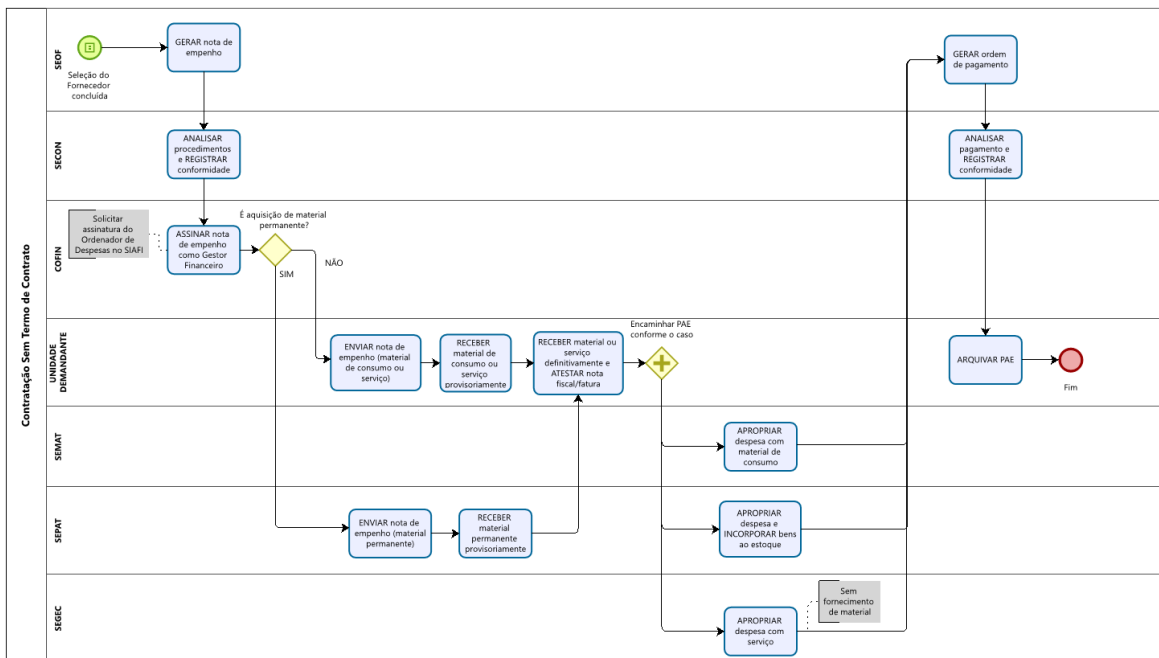 Contratação Sem Termo de Contrato
SEOF
Seleção do
Fornecedor
concluída
GERAR nota de
empenho
GERAR ordem
de pagamento
SECON
ANALISAR
procedimentos
e REGISTRAR
conformidade
ANALISAR
pagamento e
REGISTRAR
conformidade
COFIN
Solicitar
assinatura do
Ordenador de
Despesas no SIAFI
ASSINAR nota
de empenho
como Gestor
Financeiro
É aquisição de material
permanente?
SIM
NÃO
UNIDADE
DEMANDANTE
ENVIAR nota de
empenho (material
de consumo ou
serviço)
RECEBER
material de
consumo ou
serviço
provisoriamente
RECEBER material ou
serviço
definitivamente e
ATESTAR nota
fiscal/fatura
Encaminhar PAE
conforme o caso
ARQUIVAR PAE
Fim
SEMAT
APROPRIAR
despesa com
material de
consumo
SEPAT
ENVIAR nota de
empenho (material
permanente)
RECEBER
material
permanente
provisoriamente
APROPRIAR
despesa e
INCORPORAR bens
ao estoque
SEGEC
APROPRIAR
despesa com
serviço
Sem
fornecimento
de material